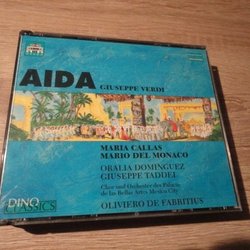 AIDA
GIUSEPPE VERDI
MARIA CALLAS
MARIO DEL MONACO
ORALIA DOMINGUEZ
GIUSEPPE TADDEI
Chor und Orchester des Palacio
de las Bellas Artes Mexico City
OLIVIERO DE FABRITIUS
DINO
CLASSICS